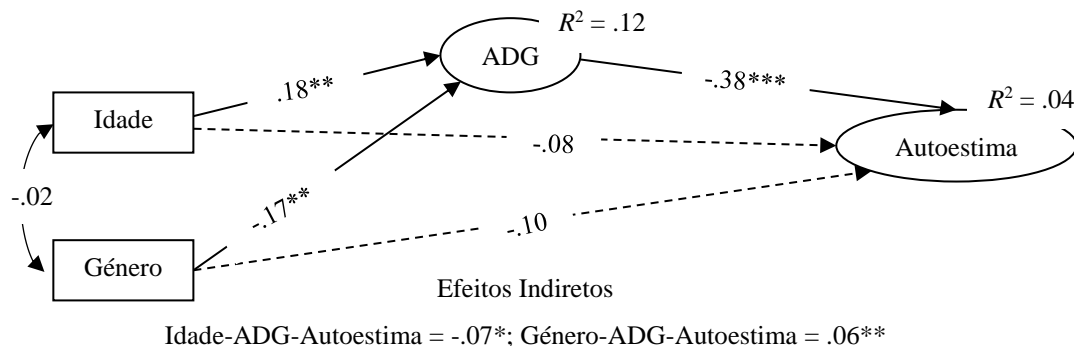 R² = .12
ADG
.18**
-.38***
R² = .04
Idade
-.08
Autoestima
-.02
-.17**
-.10
Género
Efeitos Indiretos
Idade-ADG-Autoestima = -.07*; Género-ADG-Autoestima = .06**